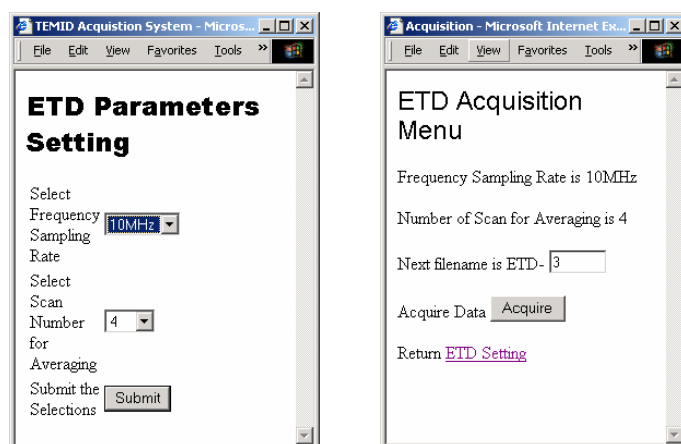 TEMID Acquistion System - Micros...
File Edit View Favorites Tools »
ETD Parameters
Setting
Select
Frequency
Sampling
Rate
10MHz
Select
Scan
Number
for
Averaging
4
Submit the
Selections
Submit
Acquisition - Microsoft Internet Ex...
File Edit View Favorites Tools »
ETD Acquisition
Menu
Frequency Sampling Rate is 10MHz
Number of Scan for Averaging is 4
Next filename is ETD- 3
Acquire Data Acquire
Return ETD Setting